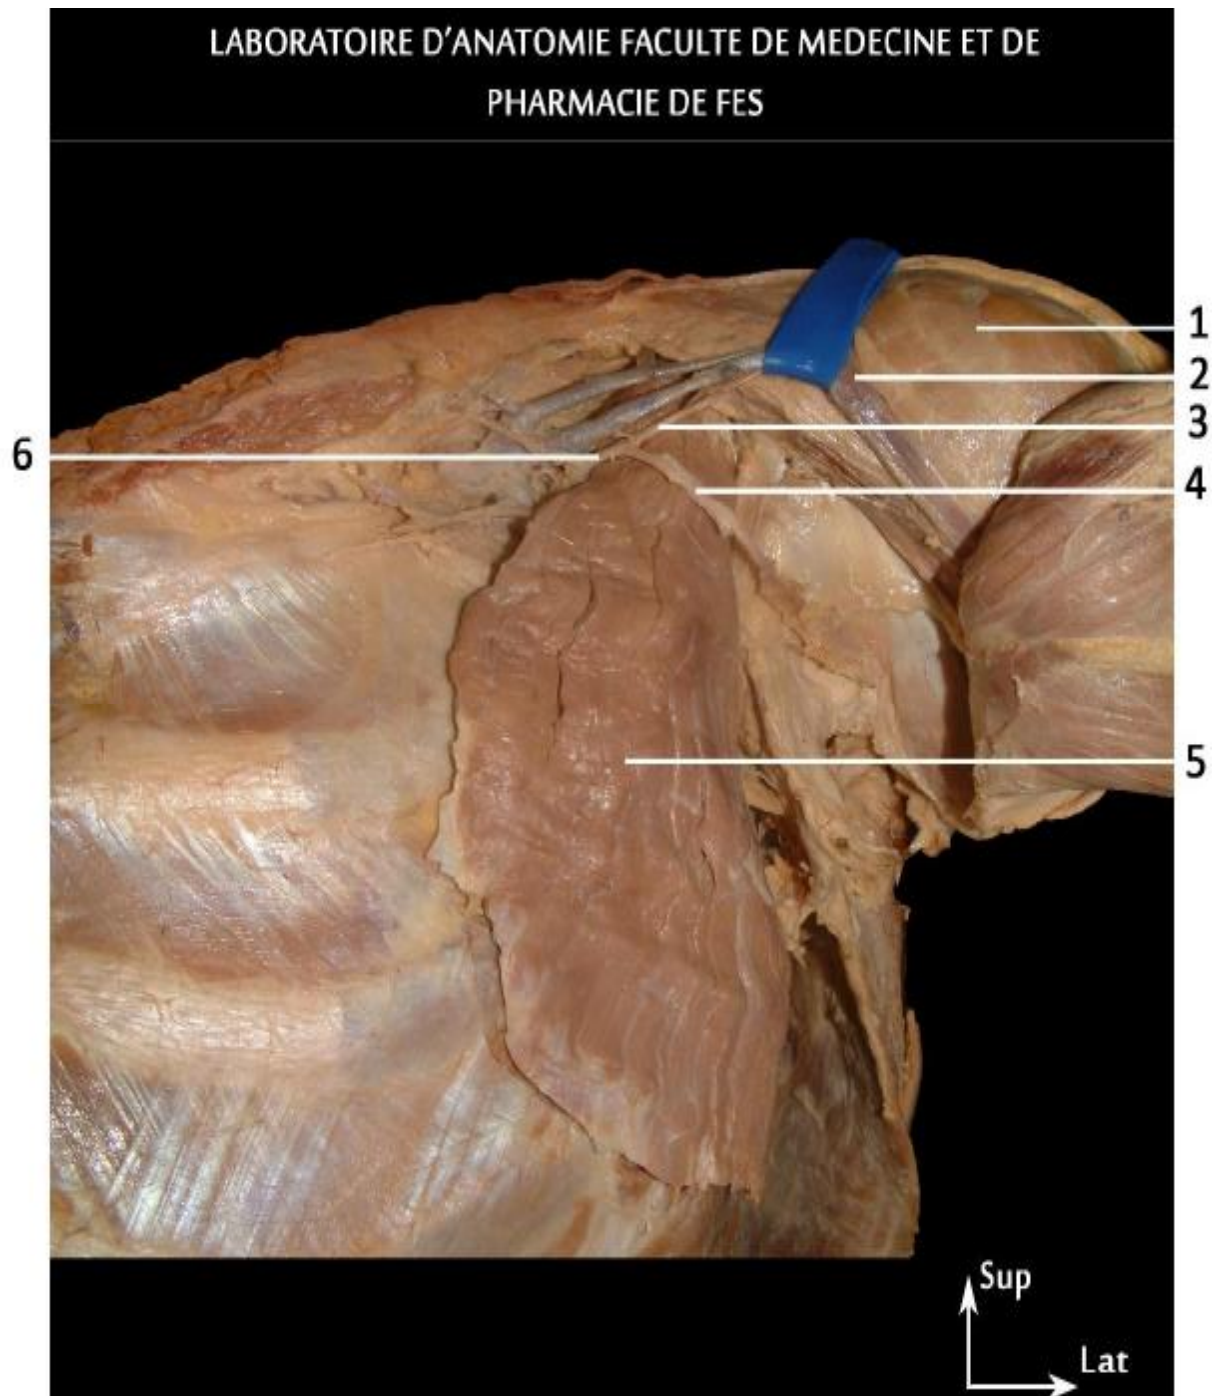 LABORATOIRE D'ANATOMIE FACULTE DE MEDECINE ET DE
PHARMACIE DE FES
1
2
3
6
4
5
Sup
Lat